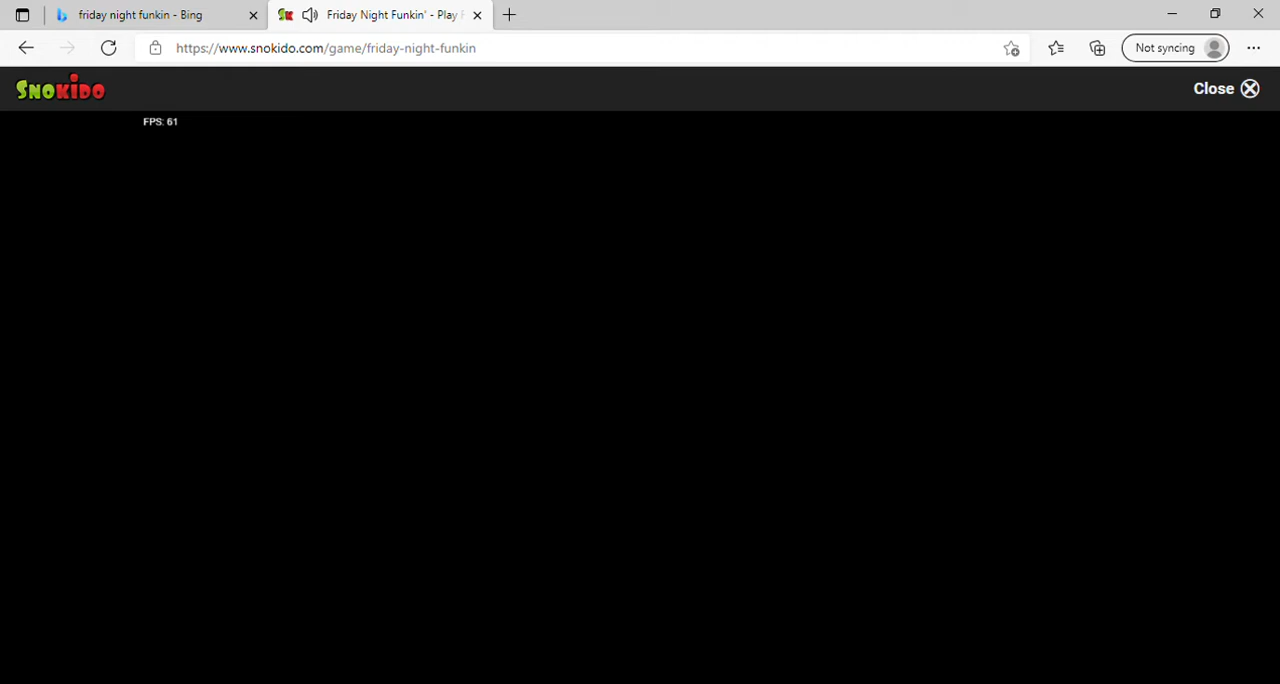 friday night funkin - Bing
Friday Night Funkin' - Play F
Not syncing
https://www.snokido.com/game/friday-night-funkin
SNOKIDO
Close
FPS: 61